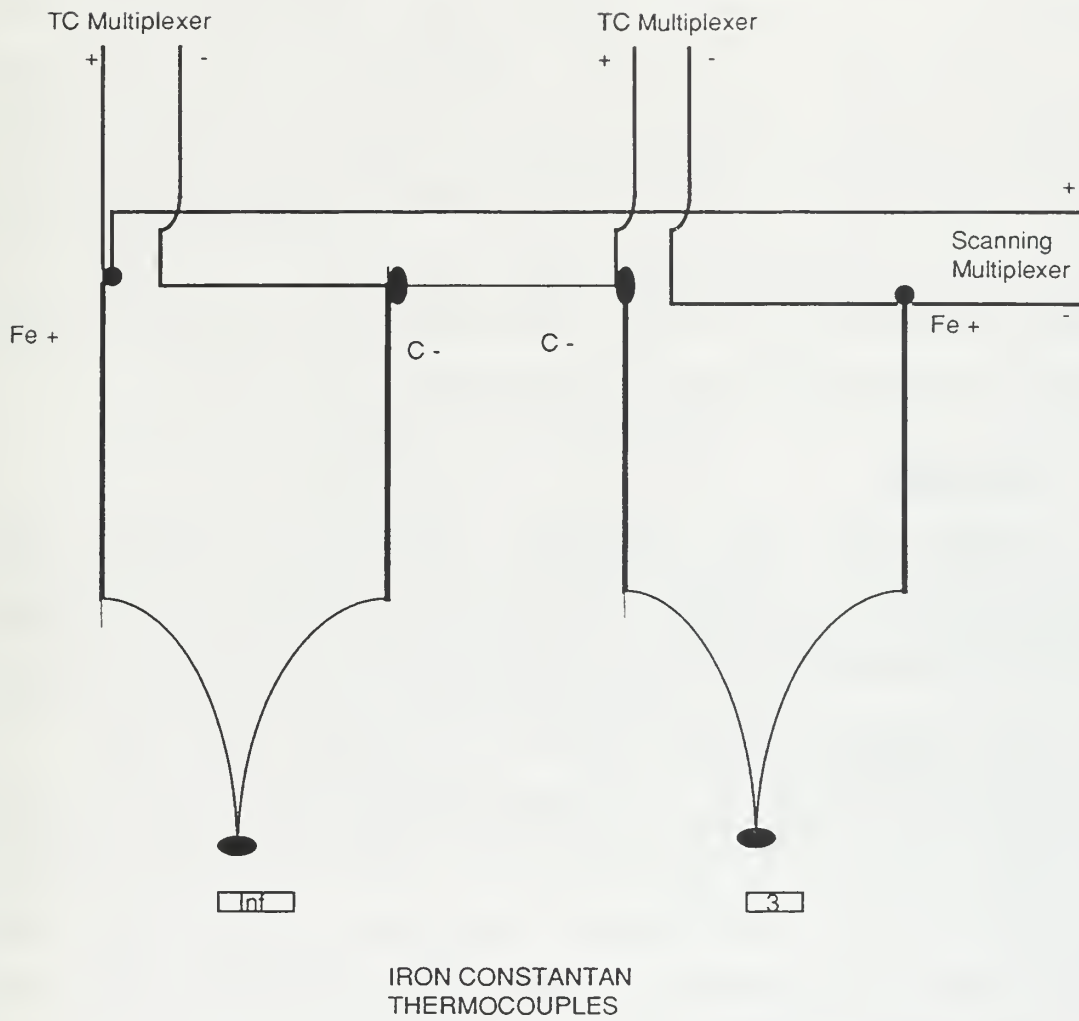 TC Multiplexer
TC Multiplexer
+
-
+
-
+
Scanning
Multiplexer
-
Fe +
C -
C -
Fe +
Inf
3
IRON CONSTANTAN
THERMOCOUPLES